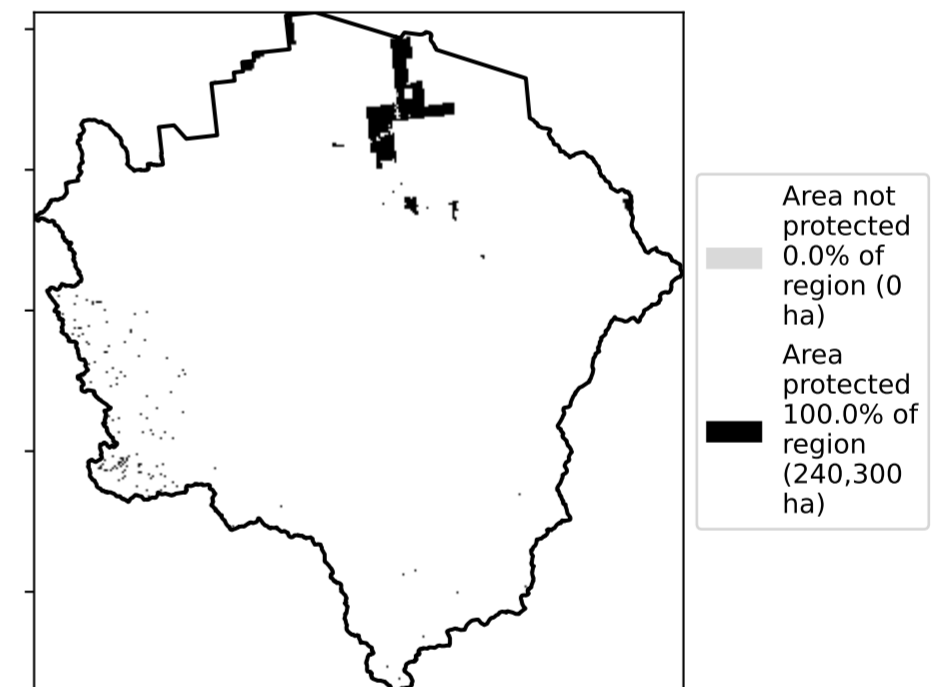 Area not
protected
0.0% of
region (0
ha)
Area
protected
100.0% of
region
(240,300
ha)